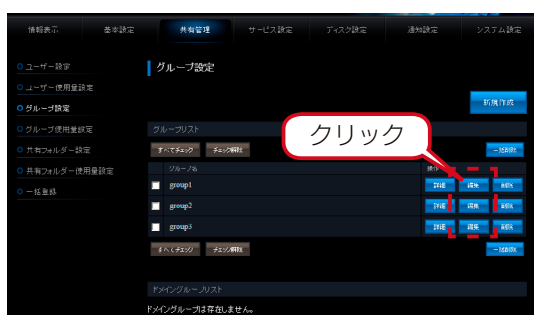 情報表示 基本設定 共有管理 サービス設定 ディスク設定 通知設定 システム設定
ユーザー設定
ユーザー使用量設定
グループ設定
グループ使用量設定
共有フォルダー設定
共有フォルダー使用量設定
一括登録
グループ設定
新規作成
グループリスト
クリック
すべてチェック チェック解除 一括削除
グループ名 操作
group1 詳細 編集 削除
group2 詳細 編集 削除
group3 詳細 編集 削除
すべてチェック チェック解除 一括削除
ドメイングループリスト
ドメイングループは存在しません。